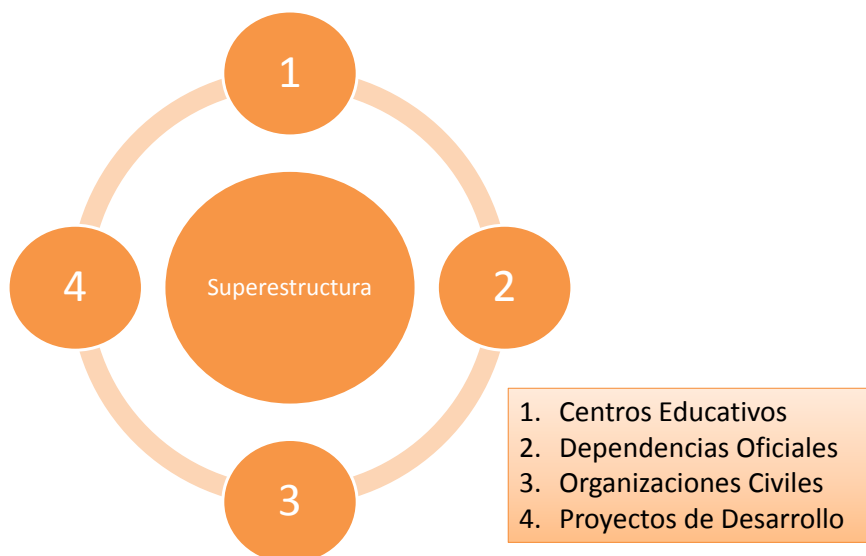 1
4
Superestructura
2
3
1. Centros Educativos
2. Dependencias Oficiales
3. Organizaciones Civiles
4. Proyectos de Desarrollo